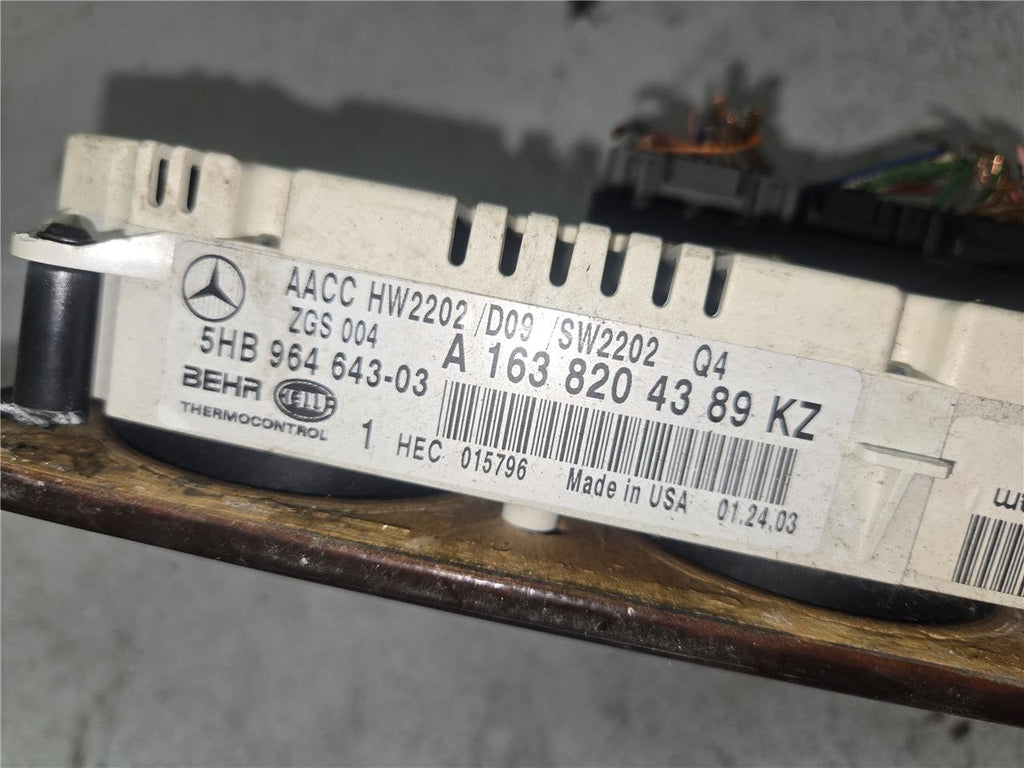 AACC HW2202 /D09 /SW2202 Q4
ZGS 004
5HB 964 643-03 A 163 820 43 89 KZ
BEHR HELLA
THERMOCONTROL
1 HEC 015796 Made in USA 01.24.03